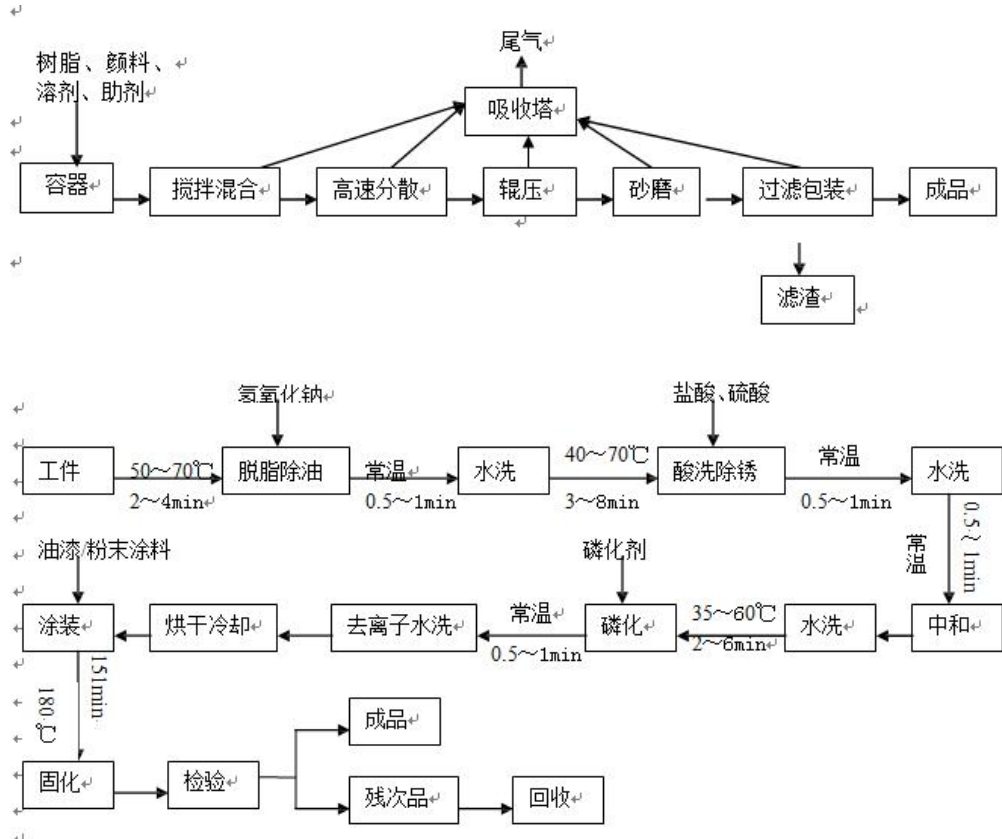 尾气
树脂、颜料、
溶剂、助剂
吸收塔
容器
搅拌混合
高速分散
辊压
砂磨
过滤包装
成品
滤渣
氢氧化钠
盐酸、硫酸
工件
50～70℃
2～4min
脱脂除油
常温
0.5～1min
水洗
40～70℃
3～8min
酸洗除锈
常温
0.5～1min
水洗
常温
0.5～1min
油漆/粉末涂料
磷化剂
涂装
烘干冷却
去离子水洗
常温
0.5～1min
磷化
35～60℃
2～6min
水洗
中和
151min
180℃
固化
检验
成品
残次品
回收